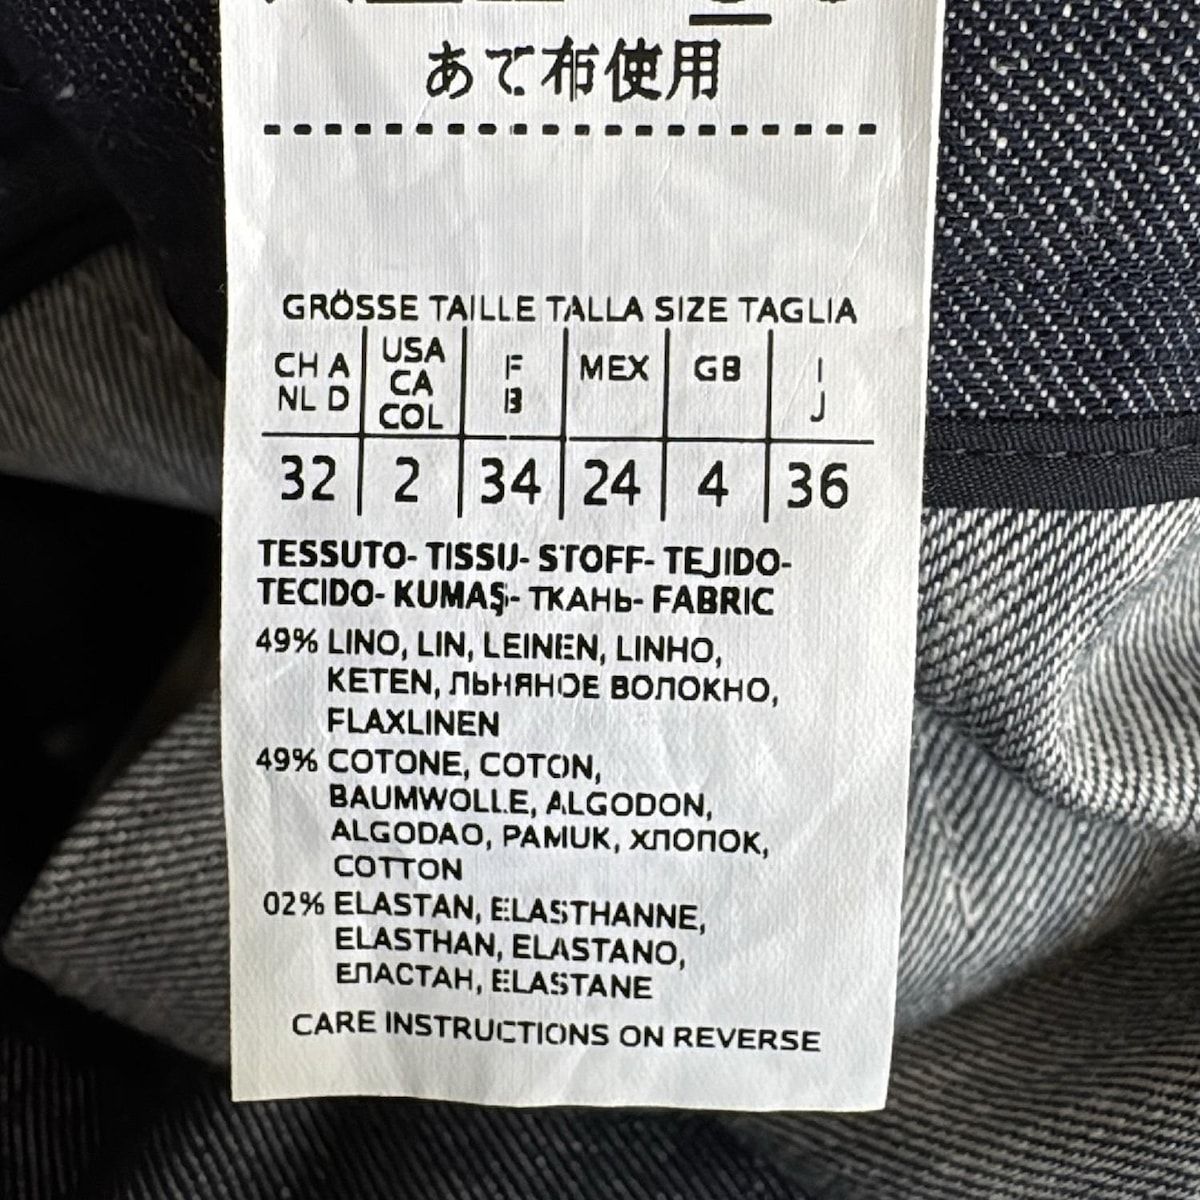 あて布使用
GRÖSSE TAILLE TALLA SIZE TAGLIA
CH A NL D USA CA COL F B MEX GB I J
32 2 34 24 4 36
TESSUTO- TISSU- STOFF- TEJIDO-
TECIDO- KUMAŞ- ТКАНЬ- FABRIC
49% LINO, LIN, LEINEN, LINHO,
KETEN, ЛЬНЯНОЕ ВОЛОКНО,
FLAXLINEN
49% COTONE, COTON,
BAUMWOLLE, ALGODON,
ALGODAO, PAMUK, ХЛОПОК,
COTTON
02% ELASTAN, ELASTHANNE,
ELASTHAN, ELASTANO,
ЕЛАСТАН, ELASTANE
CARE INSTRUCTIONS ON REVERSE